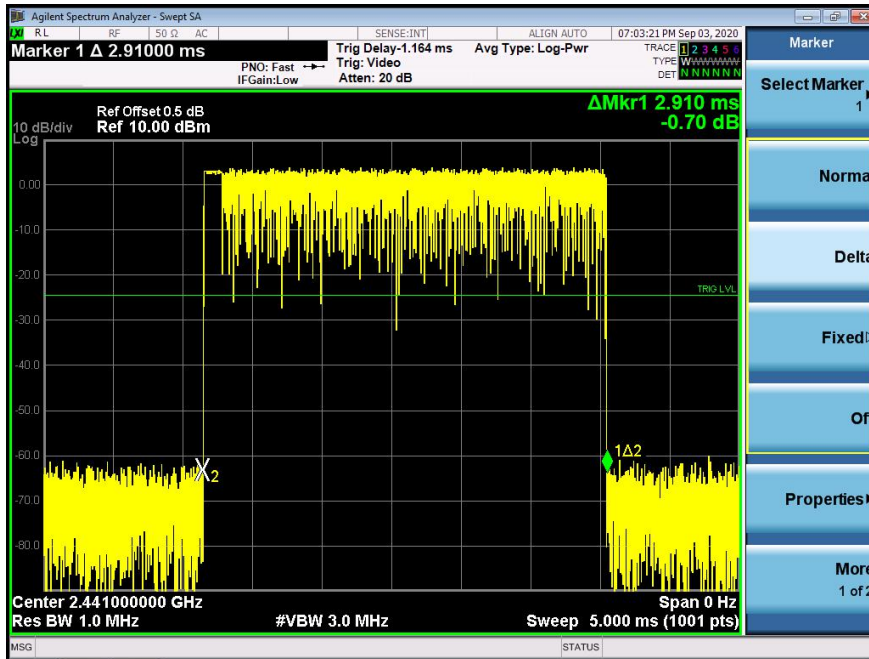 Agilent Spectrum Analyzer - Swept SA
LXI RL RF 50 Ω AC SENSE:INT ALIGN AUTO 07:03:21 PM Sep 03, 2020
Marker 1 Δ 2.91000 ms
PNO: Fast
IFGain:Low
Trig Delay-1.164 ms
Trig: Video
Atten: 20 dB
Avg Type: Log-Pwr
TRACE 1 2 3 4 5 6
TYPE WWWWWW
DET N N N N N N
Marker
Select Marker
1
Norma
Delta
Fixed
Of
Properties
More
1 of 2
ΔMkr1 2.910 ms
-0.70 dB
Ref Offset 0.5 dB
10 dB/div Ref 10.00 dBm
Log
0.00
-10.0
-20.0
TRIG LVL
-30.0
-40.0
-50.0
-60.0
1Δ2
2
-70.0
-80.0
Center 2.441000000 GHz Span 0 Hz
Res BW 1.0 MHz #VBW 3.0 MHz Sweep 5.000 ms (1001 pts)
MSG STATUS